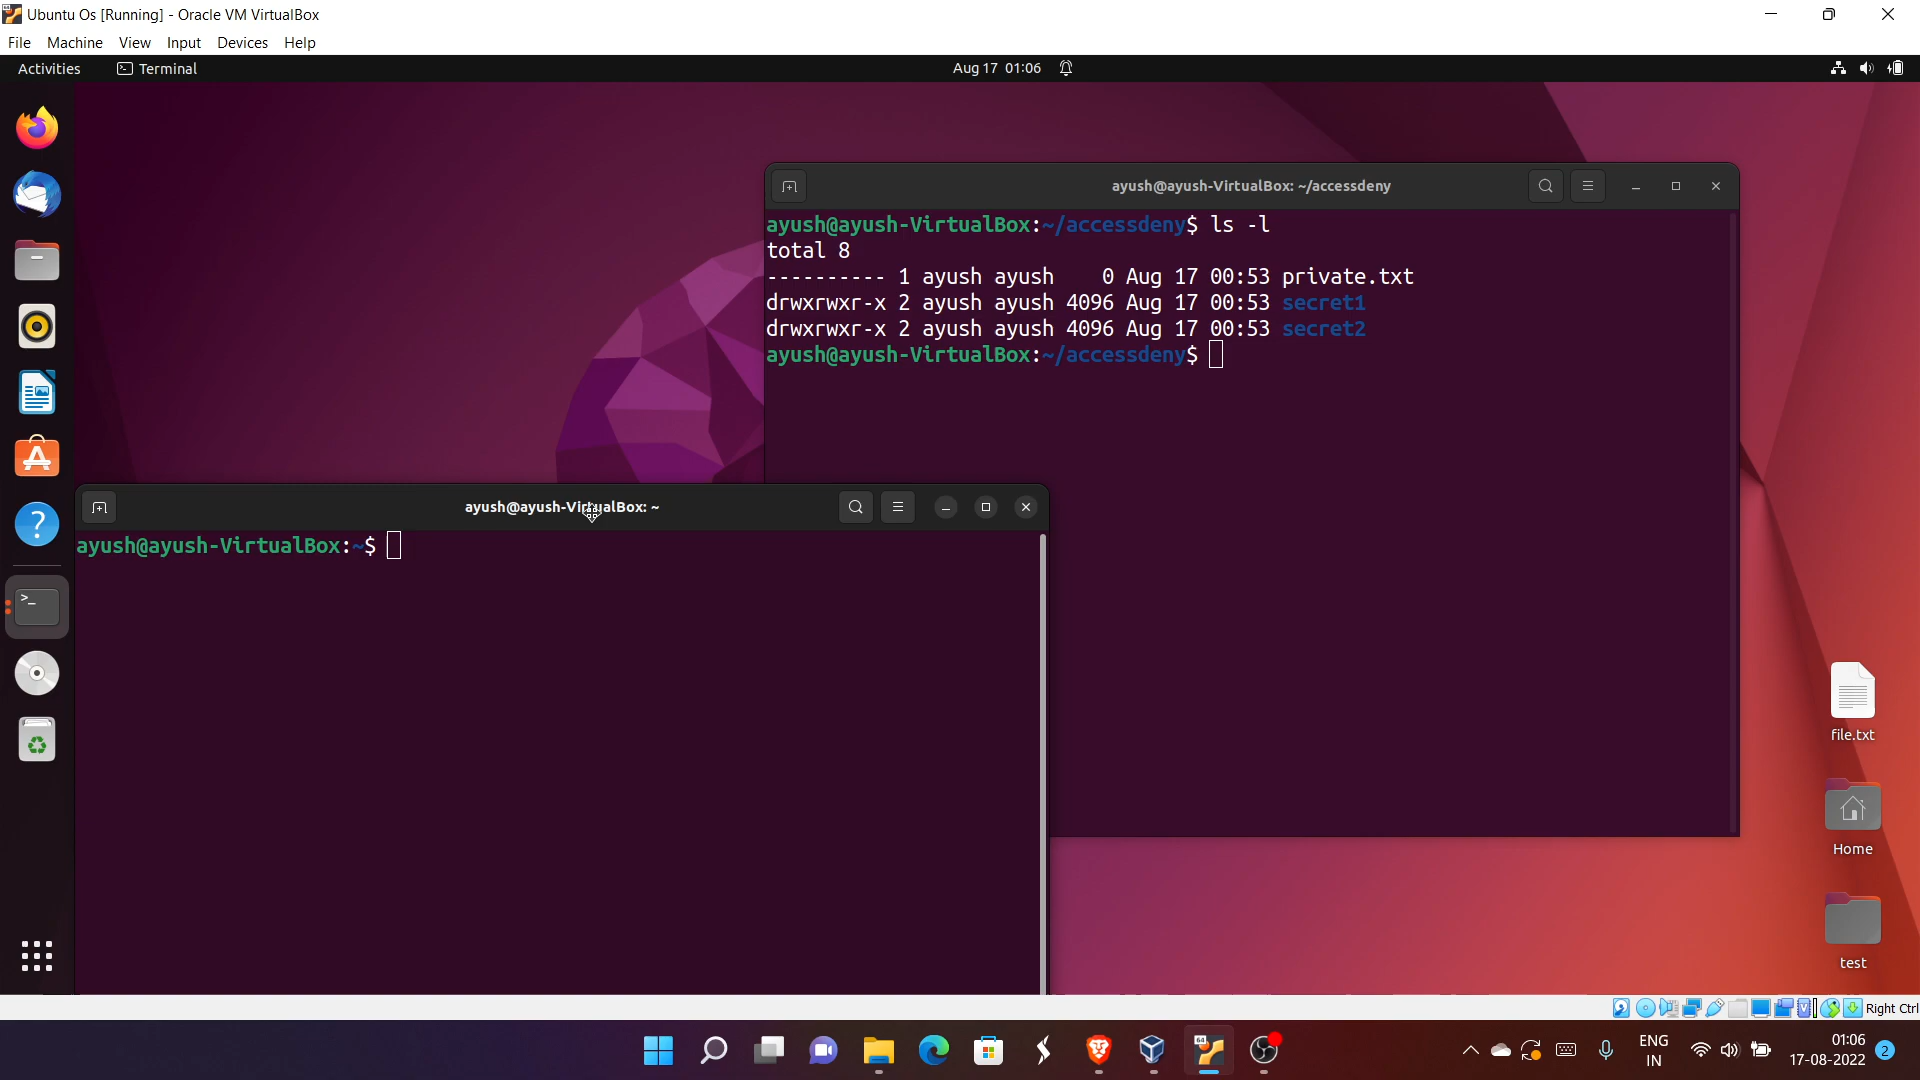 Ubuntu Os [Running] - Oracle VM VirtualBox
File Machine View Input Devices Help
Activities Terminal Aug 17 01:06
ayush@ayush-VirtualBox: ~/accessdeny
ayush@ayush-VirtualBox:~/accessdeny$ ls -l
total 8
---------- 1 ayush ayush    0 Aug 17 00:53 private.txt
drwxrwxr-x 2 ayush ayush 4096 Aug 17 00:53 secret1
drwxrwxr-x 2 ayush ayush 4096 Aug 17 00:53 secret2
ayush@ayush-VirtualBox:~/accessdeny$
ayush@ayush-VirtualBox: ~
ayush@ayush-VirtualBox:~$
file.txt
Home
test
Right Ctrl
ENG
IN
01:06
17-08-2022
2